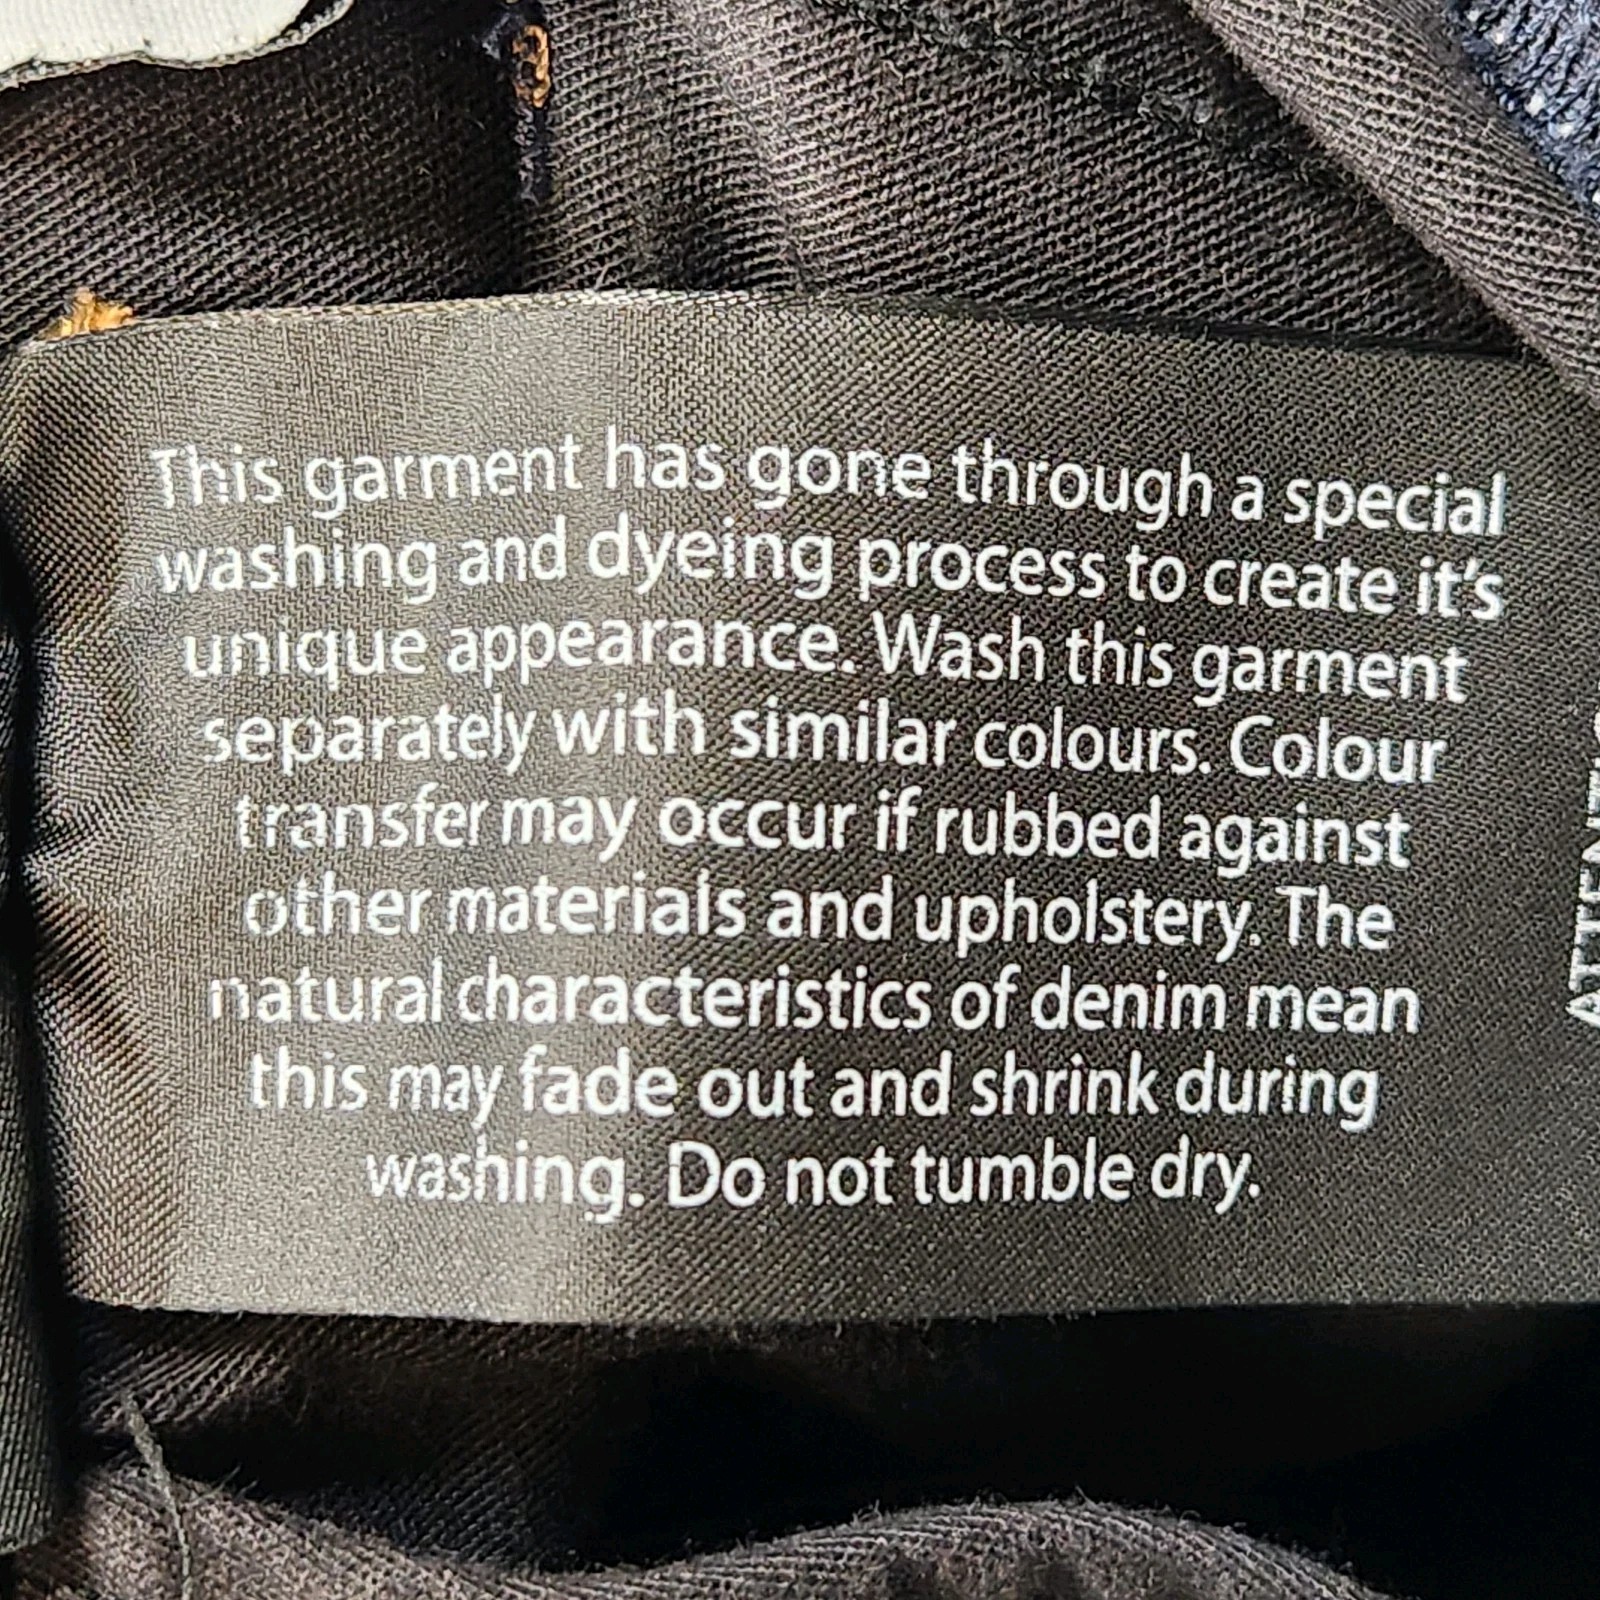 This garment has gone through a special
washing and dyeing process to create it's
unique appearance. Wash this garment
separately with similar colours. Colour
transfer may occur if rubbed against
other materials and upholstery. The
natural characteristics of denim mean
this may fade out and shrink during
washing. Do not tumble dry.